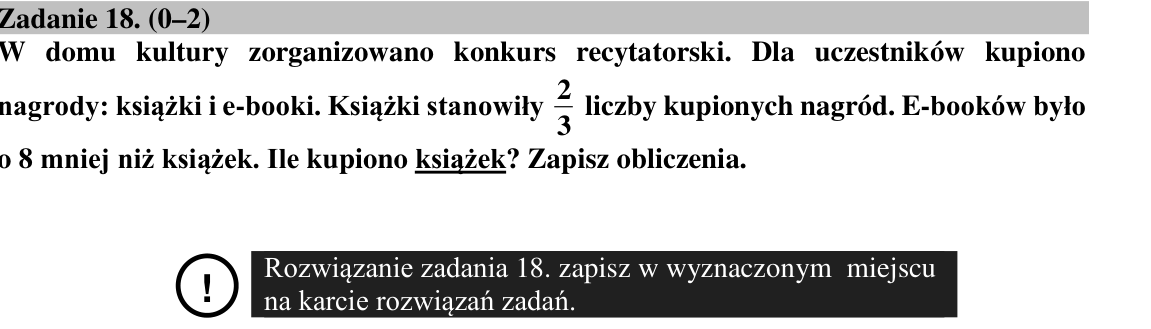 Zadanie 18. (0–2)
W domu kultury zorganizowano konkurs recytatorski. Dla uczestników kupiono
nagrody: książki i e-booki. Książki stanowiły 2/3 liczby kupionych nagród. E-booków było
o 8 mniej niż książek. Ile kupiono książek? Zapisz obliczenia.
!
Rozwiązanie zadania 18. zapisz w wyznaczonym miejscu
na karcie rozwiązań zadań.